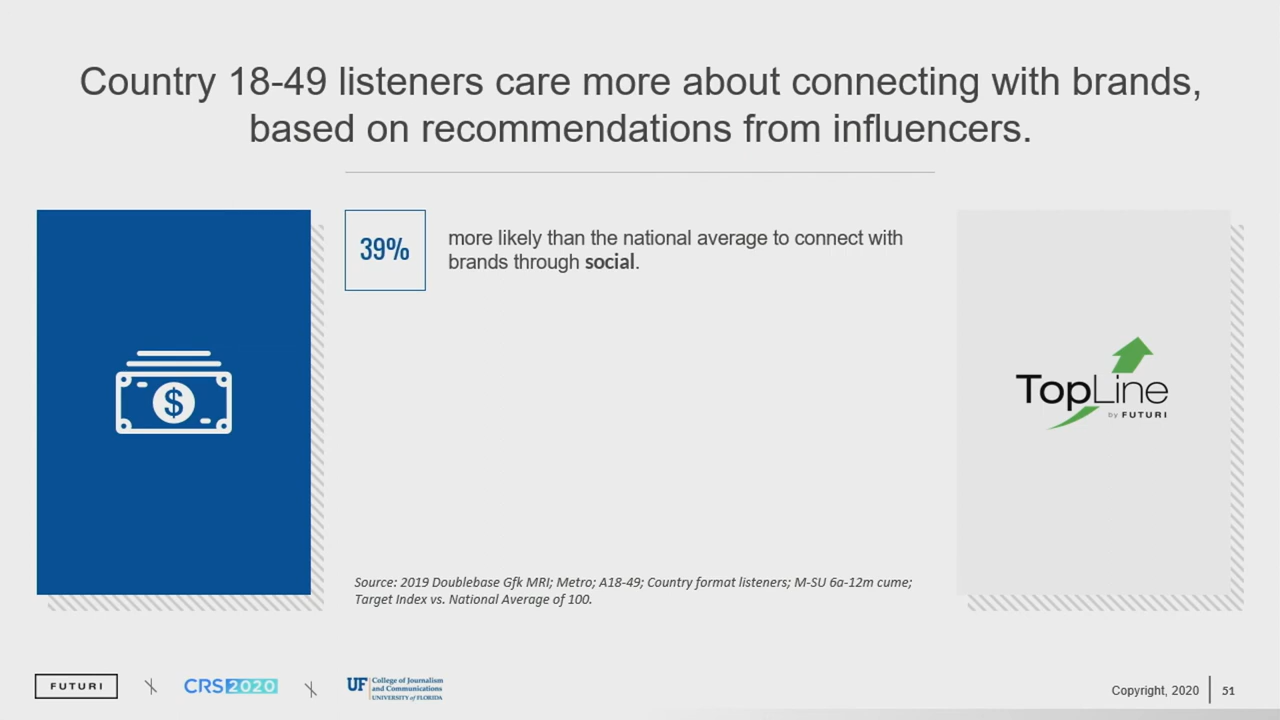 Country 18-49 listeners care more about connecting with brands,
based on recommendations from influencers.
39%
more likely than the national average to connect with
brands through social.
$
TopLine
by FUTURI
Source: 2019 Doublebase Gfk MRI; Metro; A18-49; Country format listeners; M-SU 6a-12m cume;
Target Index vs. National Average of 100.
FUTURI
CRS2020
UF College of Journalism
and Communications
UNIVERSITY of FLORIDA
Copyright, 2020
51